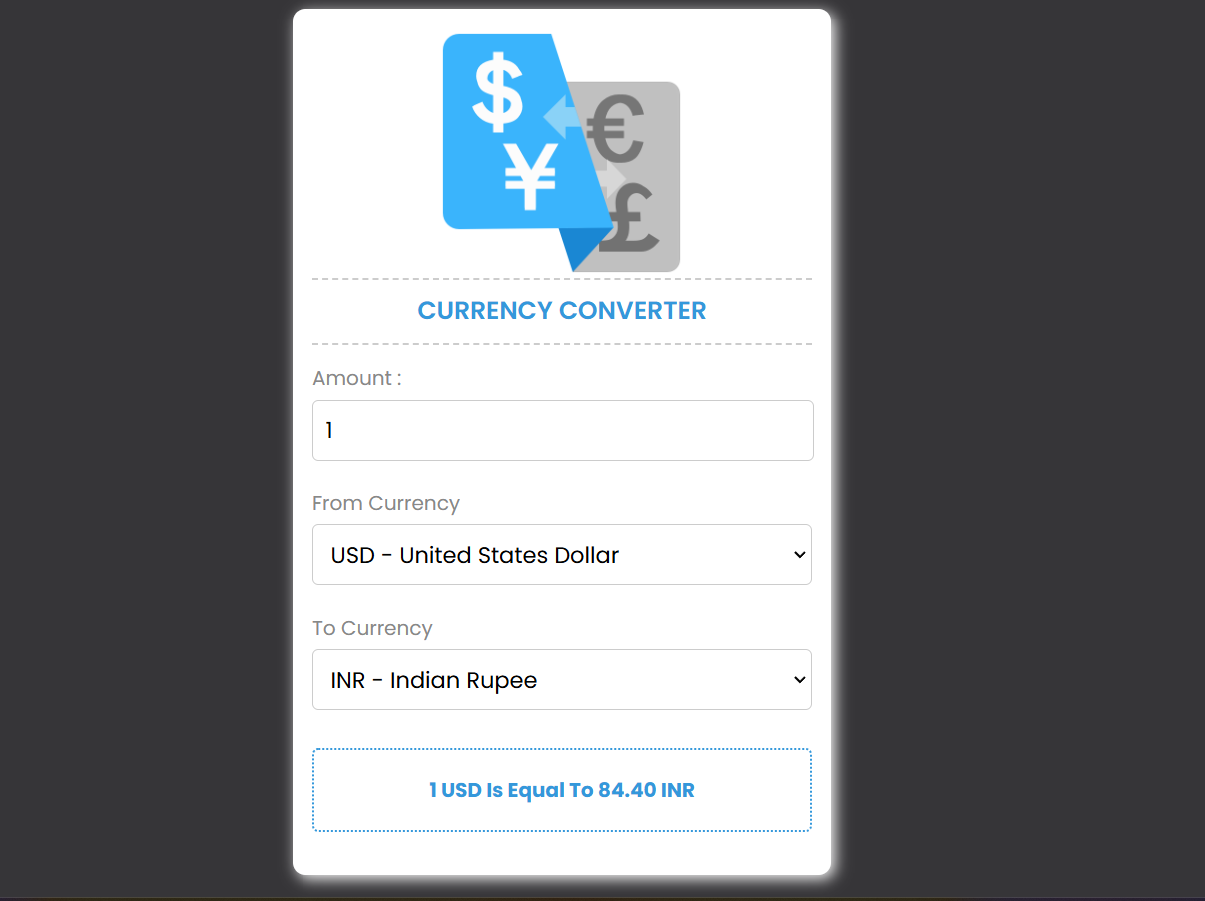 $
¥
€
£
CURRENCY CONVERTER
Amount :
1
From Currency
USD - United States Dollar
To Currency
INR - Indian Rupee
1 USD Is Equal To 84.40 INR